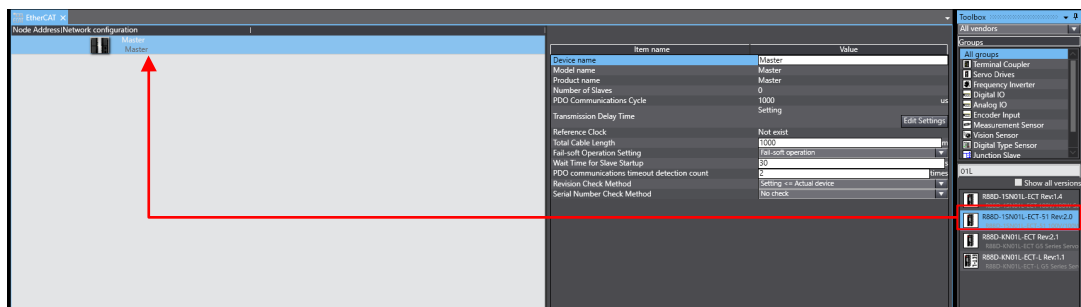 EtherCAT ×
Node Address|Network configuration
Master
Master
Item name Value
Device name Master
Model name Master
Product name Master
Number of Slaves 0
PDO Communications Cycle 1000 us
Transmission Delay Time Setting
Edit Settings
Reference Clock Not exist
Total Cable Length 1000 m
Fail-soft Operation Setting Fail-soft operation
Wait Time for Slave Startup 30 s
PDO communications timeout detection count 2 times
Revision Check Method Setting <= Actual device
Serial Number Check Method No check
Toolbox
All vendors
Groups
All groups
Terminal Coupler
Servo Drives
Frequency Inverter
Digital IO
Analog IO
Encoder Input
Measurement Sensor
Vision Sensor
Digital Type Sensor
Junction Slave
01L
Show all versions
R88D-1SN01L-ECT Rev:1.4
R88D-1SN01L-ECT-51 Rev:2.0
R88D-KN01L-ECT Rev:2.1
R88D-KN01L-ECT G5 Series Serv
R88D-KN01L-ECT-L Rev:1.1
R88D-KN01L-ECT-L G5 Series Ser